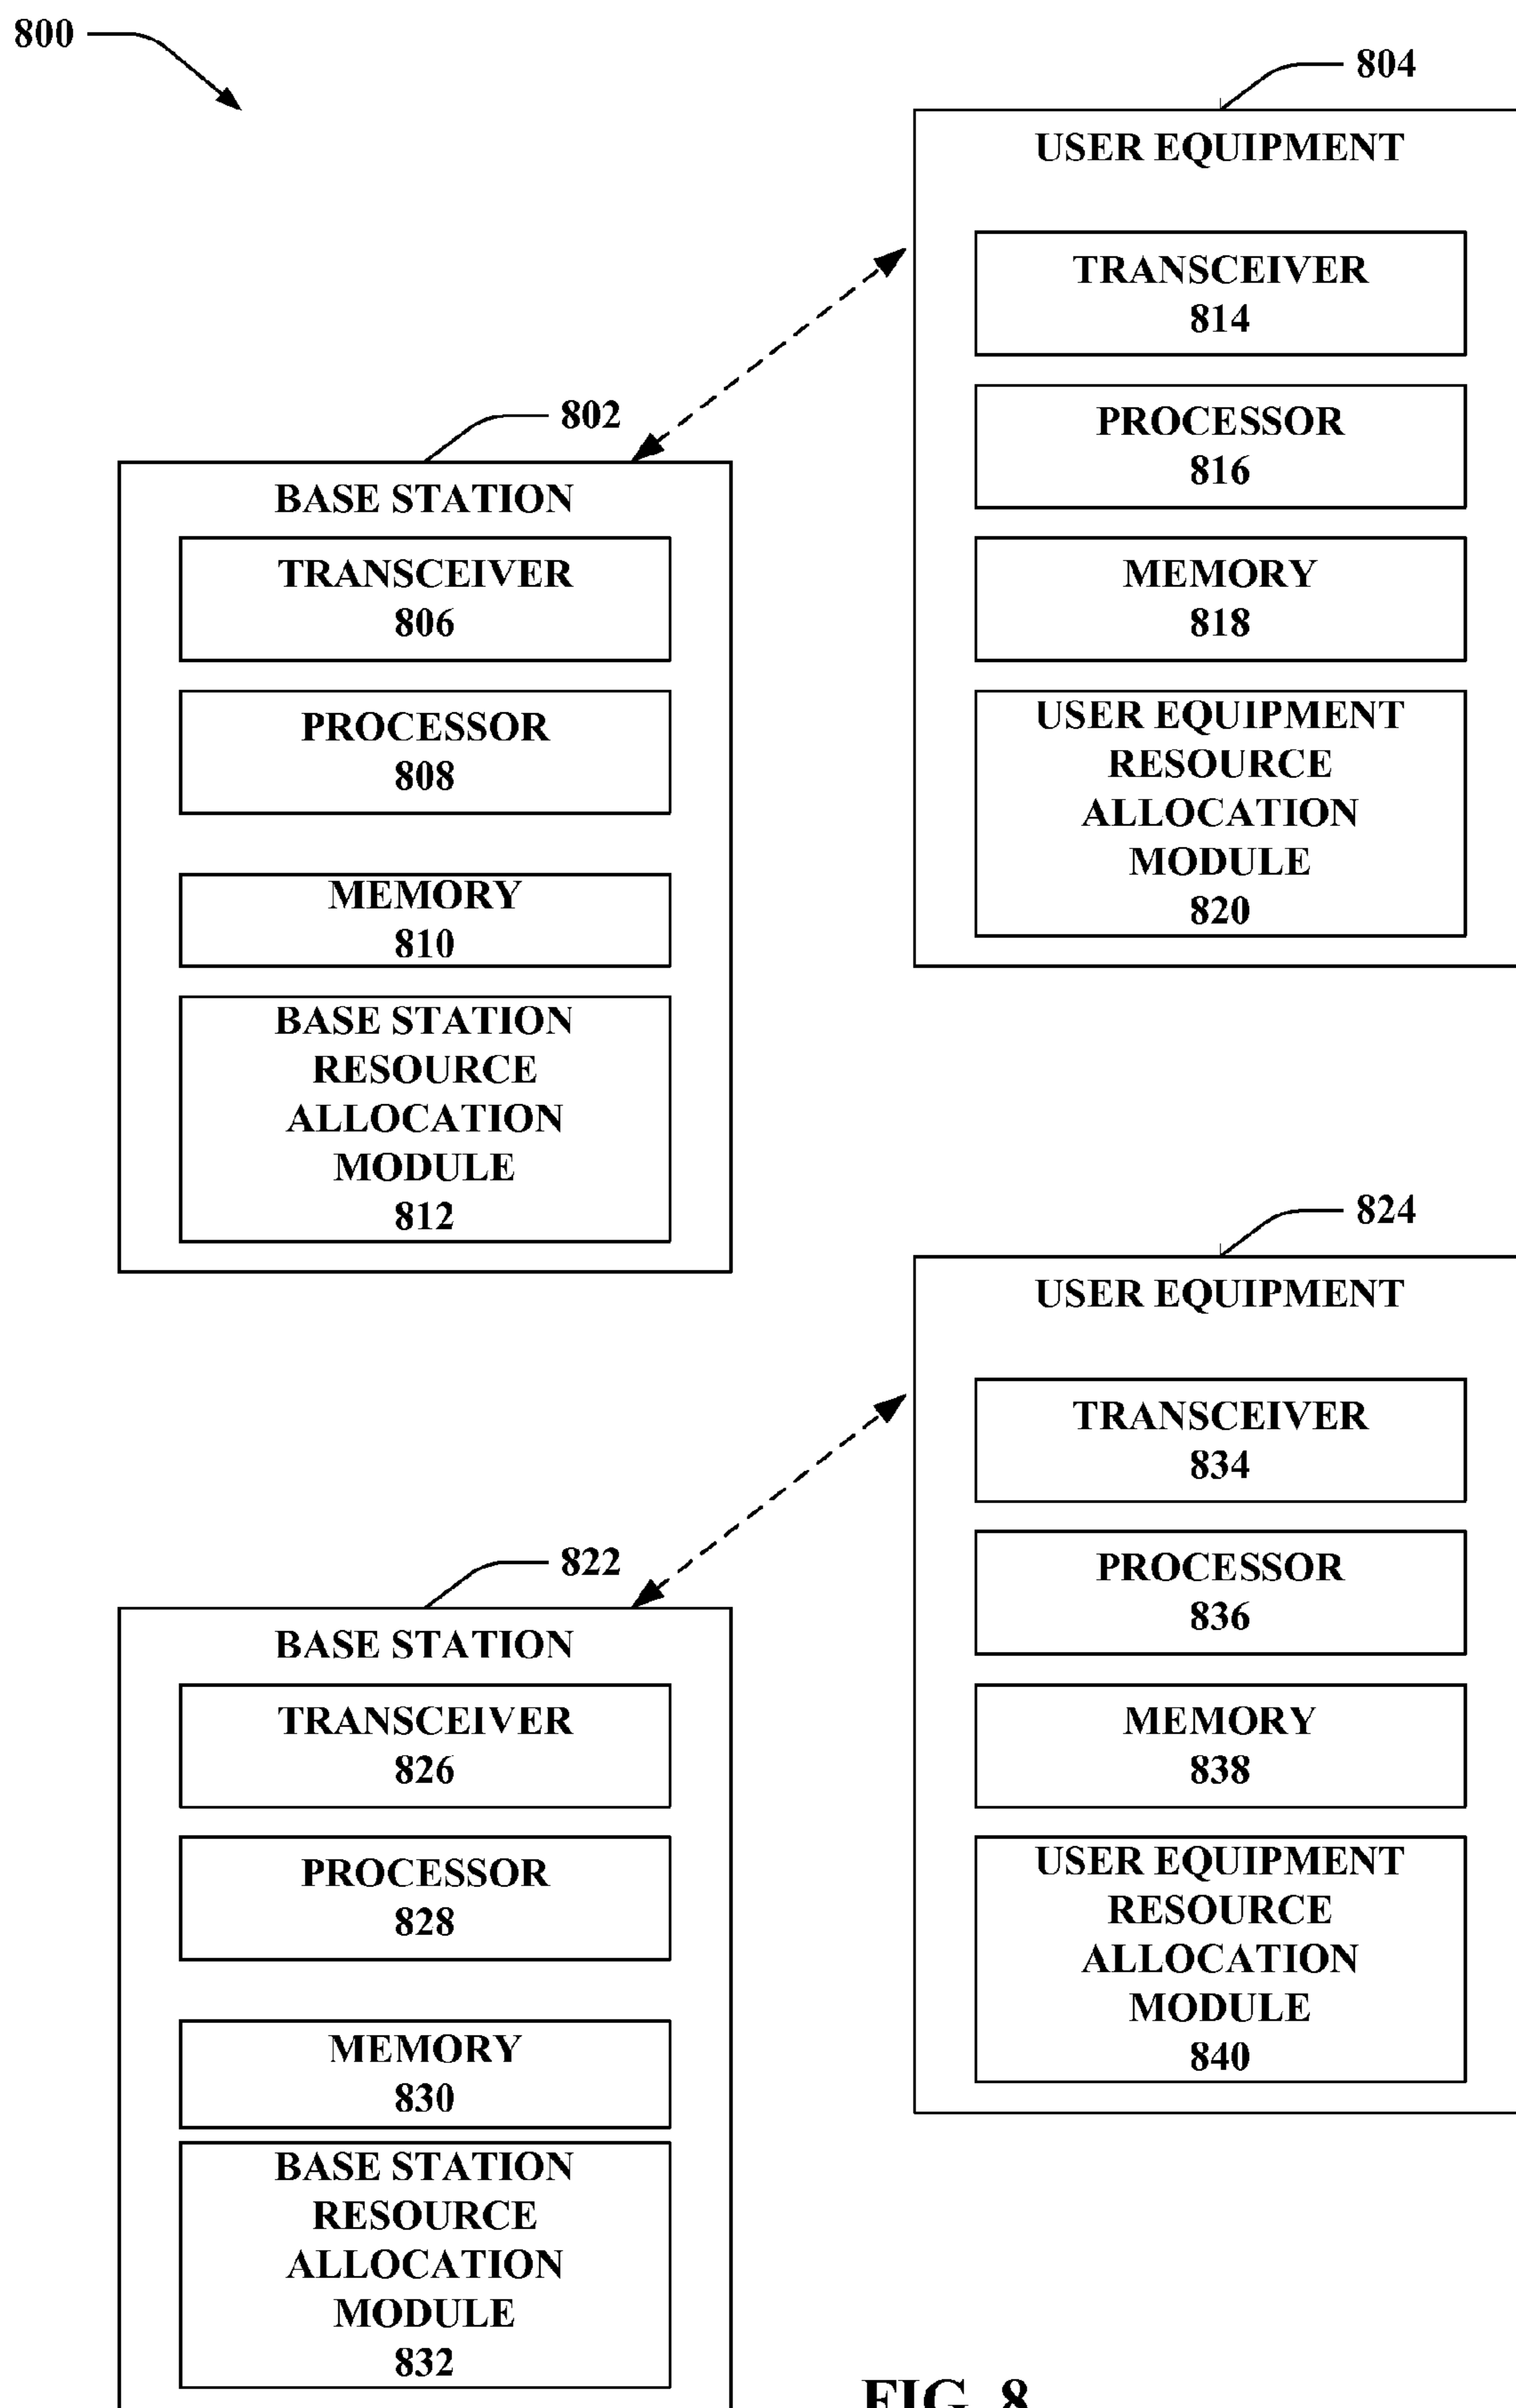 800
804
USER EQUIPMENT
TRANSCEIVER
814
PROCESSOR
816
MEMORY
818
USER EQUIPMENT
RESOURCE
ALLOCATION
MODULE
820
802
BASE STATION
TRANSCEIVER
806
PROCESSOR
808
MEMORY
810
BASE STATION
RESOURCE
ALLOCATION
MODULE
812
824
USER EQUIPMENT
TRANSCEIVER
834
PROCESSOR
836
MEMORY
838
USER EQUIPMENT
RESOURCE
ALLOCATION
MODULE
840
822
BASE STATION
TRANSCEIVER
826
PROCESSOR
828
MEMORY
830
BASE STATION
RESOURCE
ALLOCATION
MODULE
832
FIG. 8